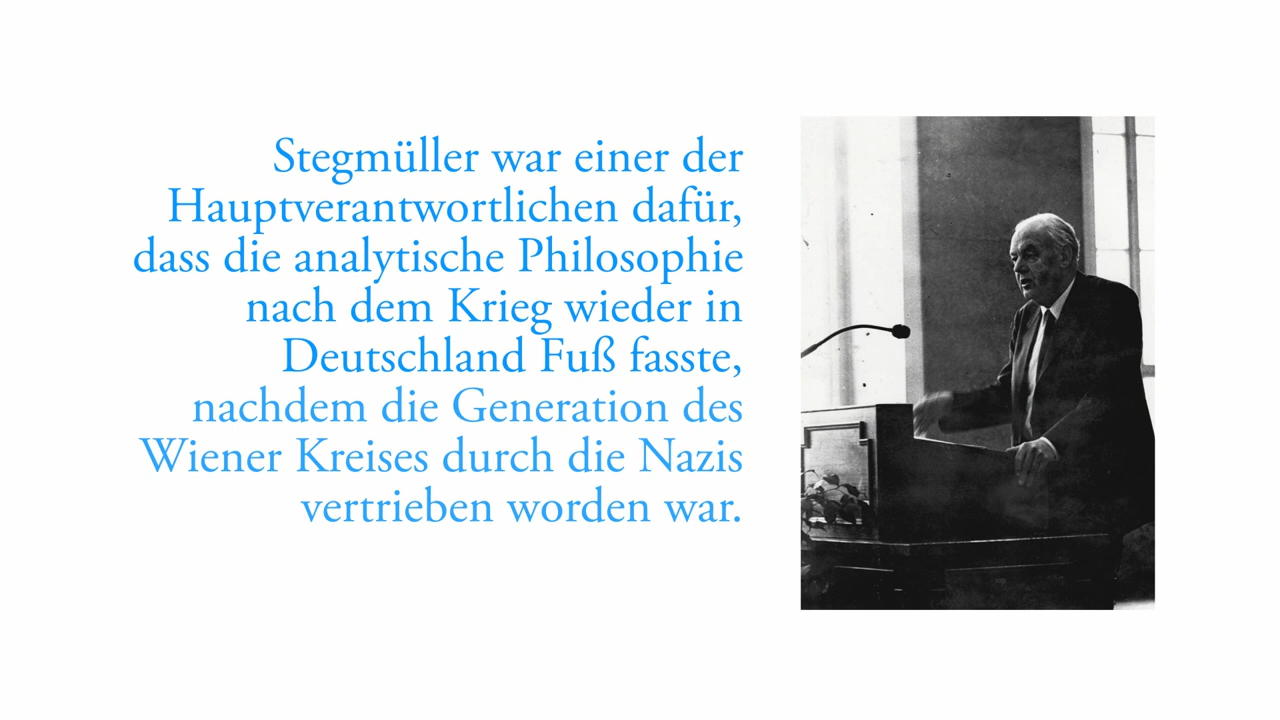 Stegmüller war einer der
Hauptverantwortlichen dafür,
dass die analytische Philosophie
nach dem Krieg wieder in
Deutschland Fuß fasste,
nachdem die Generation des
Wiener Kreises durch die Nazis
vertrieben worden war.